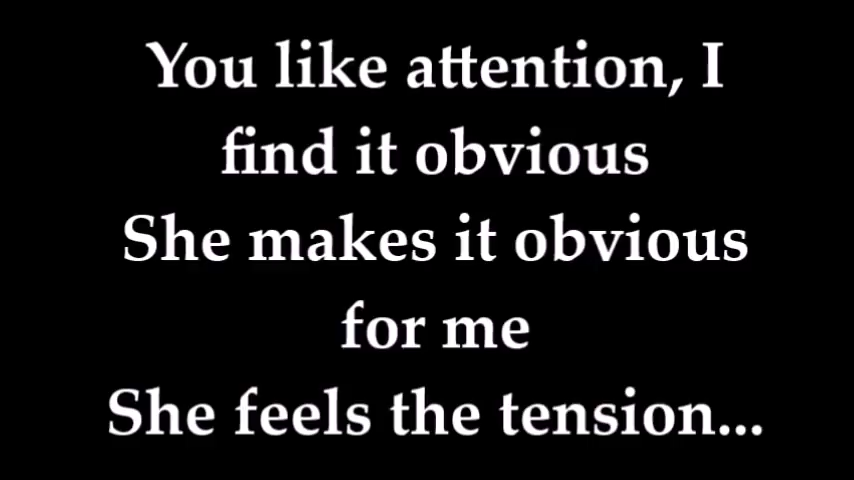 You like attention, I
find it obvious
She makes it obvious
for me
She feels the tension...